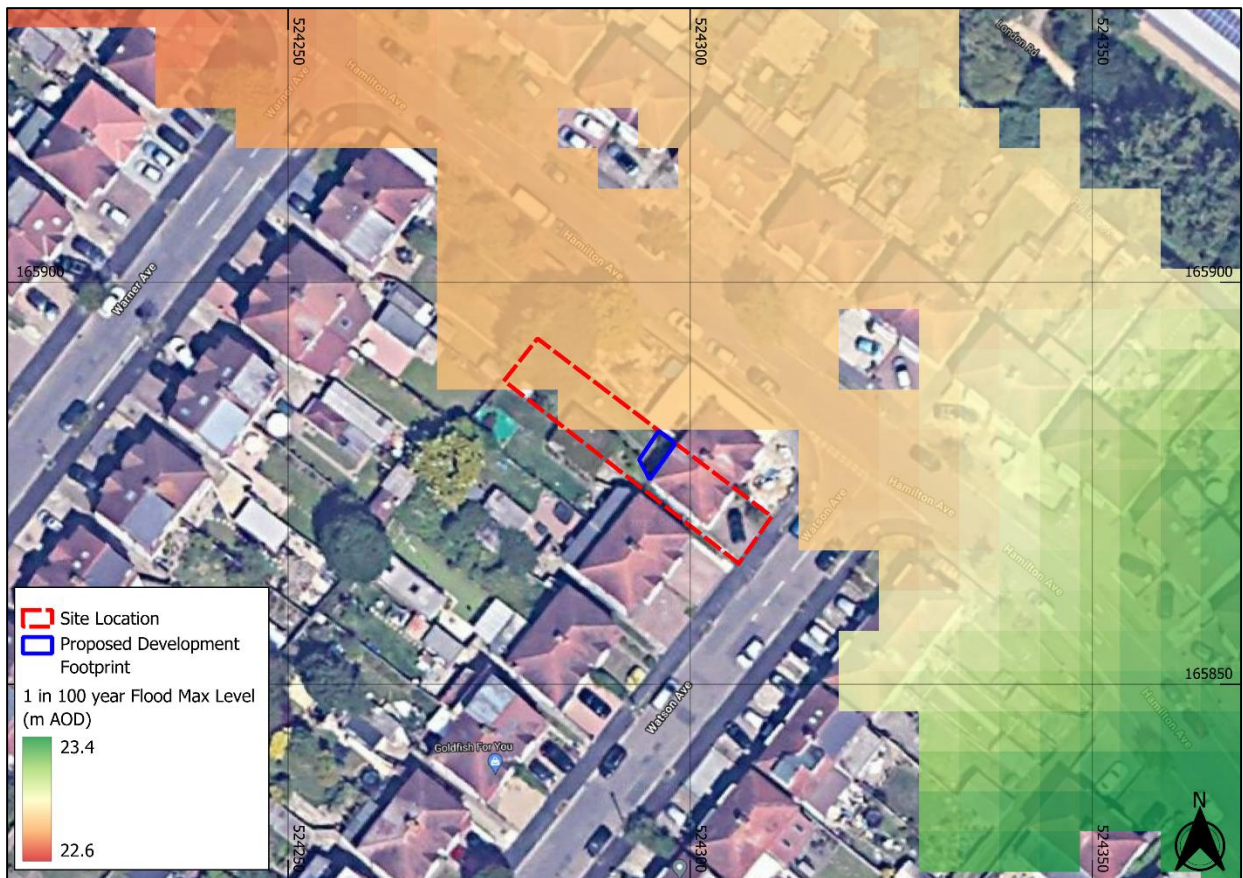 524250
524300
524350
London Rd
Warner Ave
Hamilton Ave
Hamilton Ave
165900
165900
Warner Ave
Watson Ave
Hamilton Ave
Hamilton Ave
Hamilton Ave
165850
Watson Ave
Goldfish For You
Site Location
Proposed Development
Footprint
1 in 100 year Flood Max Level
(m AOD)
23.4
22.6
524250
524300
524350
N